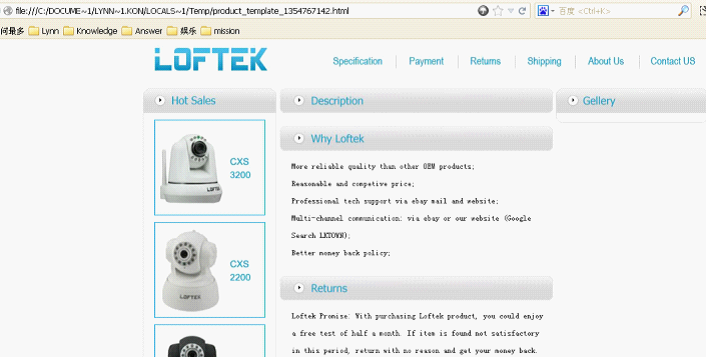 file:///C:/DOCUME~1/LYNN~1.KON/LOCALS~1/Temp/product_template_1354767142.html
百度 <Ctrl+K>
问最多 Lynn Knowledge Answer 娱乐 mission
LOFTEK
Specification Payment Returns Shipping About Us Contact US
Hot Sales
CXS
3200
LOFTEK
CXS
2200
LOFTEK
Description
Why Loftek
More reliable quality than other OEM products;
Reasonable and competive price;
Professional tech support via ebay mail and website;
Multi-channel communication: via ebay or our website (Google
Search LKTOWN);
Better money back policy;
Returns
Loftek Promise: With purchasing Loftek product, you could enjoy
a free test of half a month. If item is found not satisfactory
in this period, return with no reason and get your money back.
Gellery